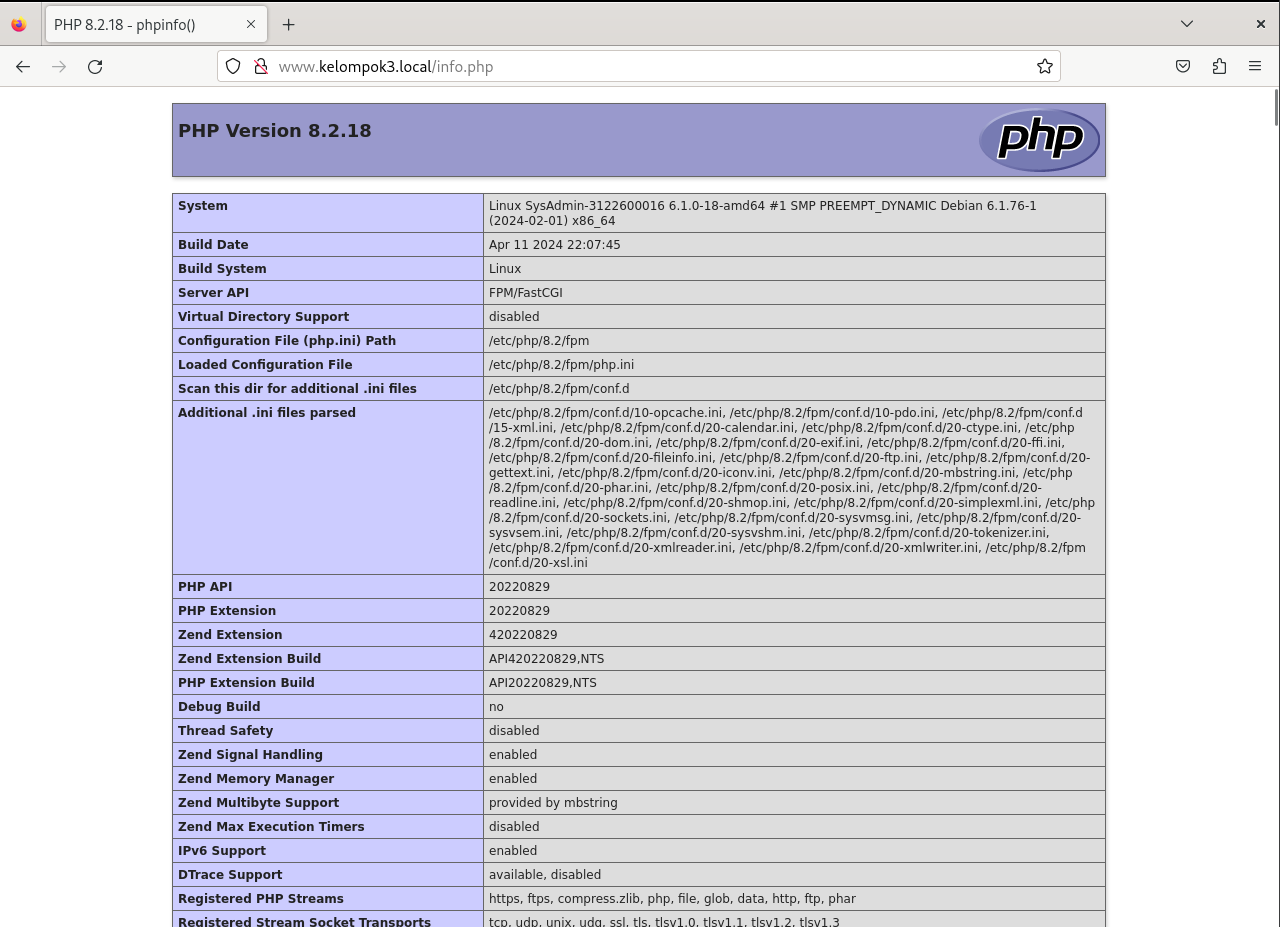 PHP 8.2.18 - phpinfo()
www.kelompok3.local/info.php
PHP Version 8.2.18
php
System
Linux SysAdmin-3122600016 6.1.0-18-amd64 #1 SMP PREEMPT_DYNAMIC Debian 6.1.76-1
(2024-02-01) x86_64
Build Date
Apr 11 2024 22:07:45
Build System
Linux
Server API
FPM/FastCGI
Virtual Directory Support
disabled
Configuration File (php.ini) Path
/etc/php/8.2/fpm
Loaded Configuration File
/etc/php/8.2/fpm/php.ini
Scan this dir for additional .ini files
/etc/php/8.2/fpm/conf.d
Additional .ini files parsed
/etc/php/8.2/fpm/conf.d/10-opcache.ini, /etc/php/8.2/fpm/conf.d/10-pdo.ini, /etc/php/8.2/fpm/conf.d
/15-xml.ini, /etc/php/8.2/fpm/conf.d/20-calendar.ini, /etc/php/8.2/fpm/conf.d/20-ctype.ini, /etc/php
/8.2/fpm/conf.d/20-dom.ini, /etc/php/8.2/fpm/conf.d/20-exif.ini, /etc/php/8.2/fpm/conf.d/20-ffi.ini,
/etc/php/8.2/fpm/conf.d/20-fileinfo.ini, /etc/php/8.2/fpm/conf.d/20-ftp.ini, /etc/php/8.2/fpm/conf.d/20-
gettext.ini, /etc/php/8.2/fpm/conf.d/20-iconv.ini, /etc/php/8.2/fpm/conf.d/20-mbstring.ini, /etc/php
/8.2/fpm/conf.d/20-phar.ini, /etc/php/8.2/fpm/conf.d/20-posix.ini, /etc/php/8.2/fpm/conf.d/20-
readline.ini, /etc/php/8.2/fpm/conf.d/20-shmop.ini, /etc/php/8.2/fpm/conf.d/20-simplexml.ini, /etc/php
/8.2/fpm/conf.d/20-sockets.ini, /etc/php/8.2/fpm/conf.d/20-sysvmsg.ini, /etc/php/8.2/fpm/conf.d/20-
sysvsem.ini, /etc/php/8.2/fpm/conf.d/20-sysvshm.ini, /etc/php/8.2/fpm/conf.d/20-tokenizer.ini,
/etc/php/8.2/fpm/conf.d/20-xmlreader.ini, /etc/php/8.2/fpm/conf.d/20-xmlwriter.ini, /etc/php/8.2/fpm
/conf.d/20-xsl.ini
PHP API
20220829
PHP Extension
20220829
Zend Extension
420220829
Zend Extension Build
API420220829,NTS
PHP Extension Build
API20220829,NTS
Debug Build
no
Thread Safety
disabled
Zend Signal Handling
enabled
Zend Memory Manager
enabled
Zend Multibyte Support
provided by mbstring
Zend Max Execution Timers
disabled
IPv6 Support
enabled
DTrace Support
available, disabled
Registered PHP Streams
https, ftps, compress.zlib, php, file, glob, data, http, ftp, phar
Registered Stream Socket Transports
tcp, udp, unix, udg, ssl, tls, tlsv1.0, tlsv1.1, tlsv1.2, tlsv1.3